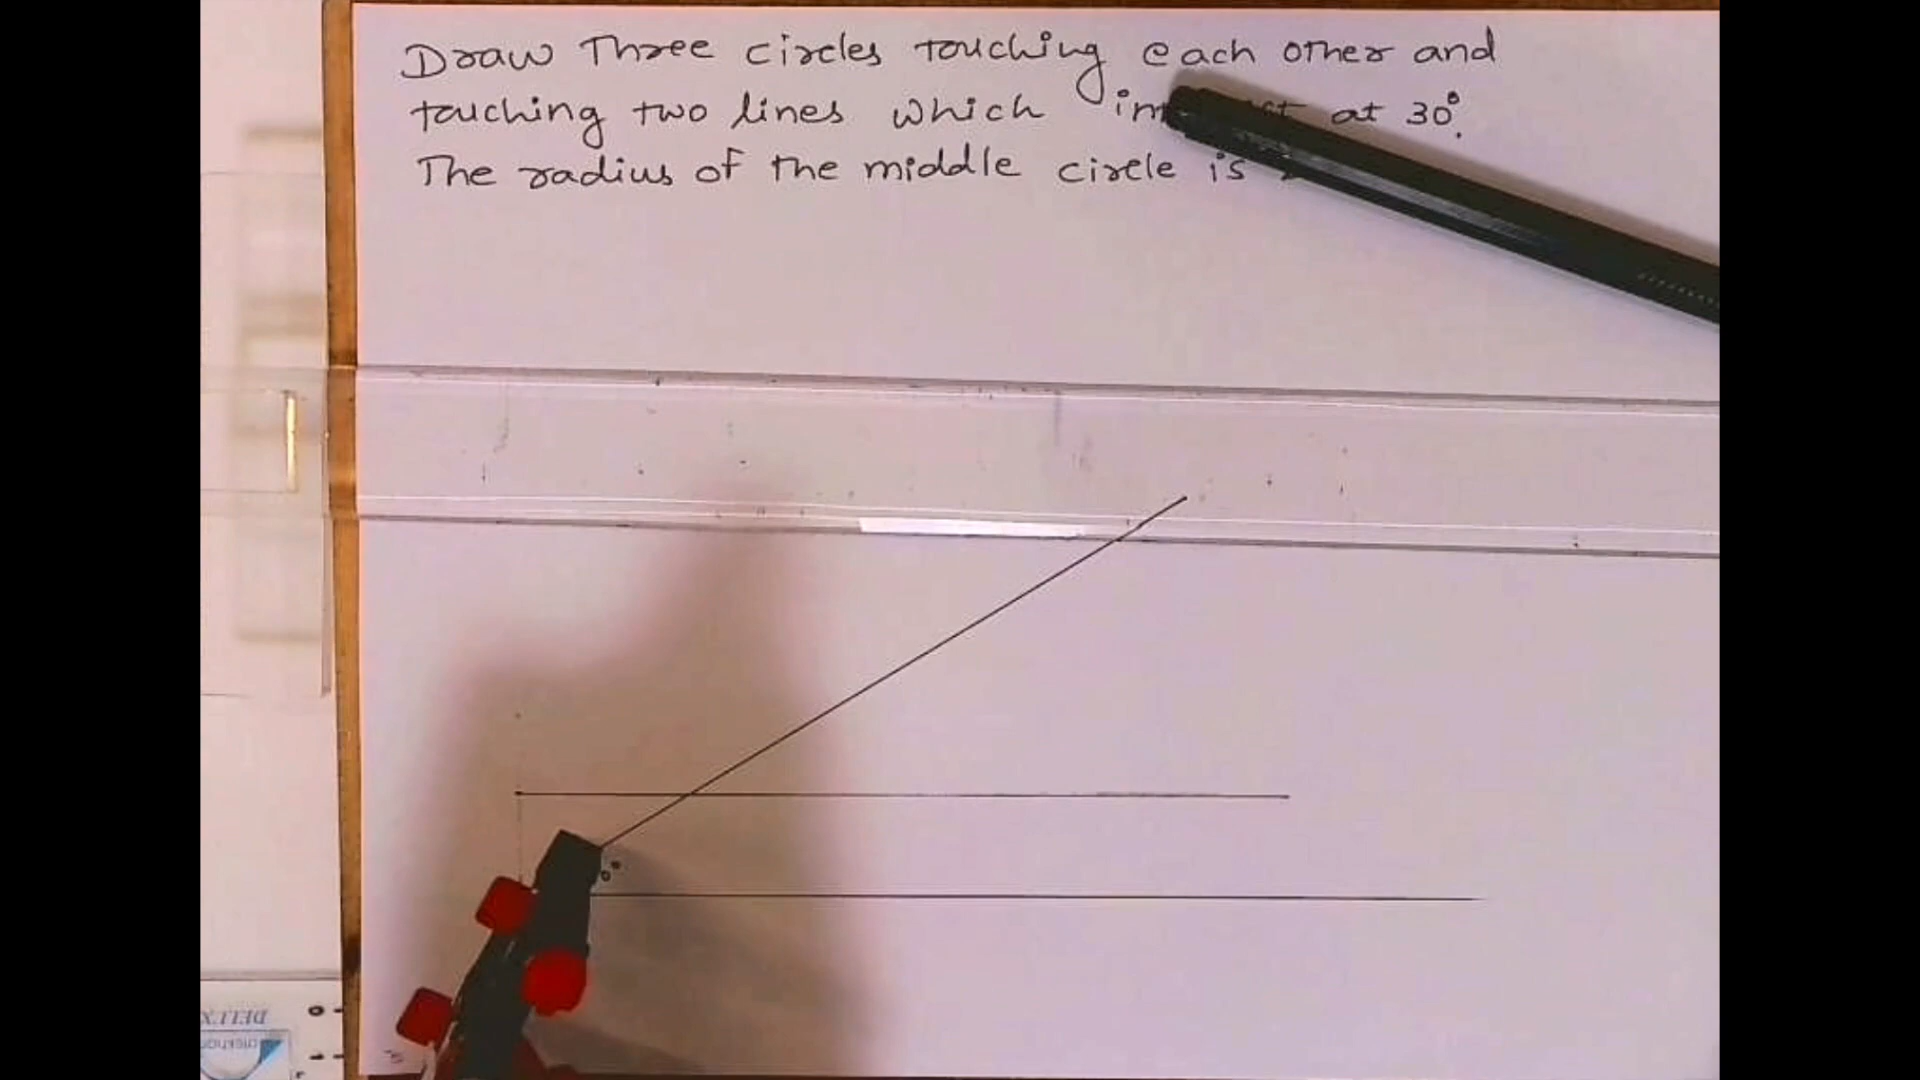 Draw Three circles touching each other and
touching two lines which at 30°.
The radius of the middle circle is